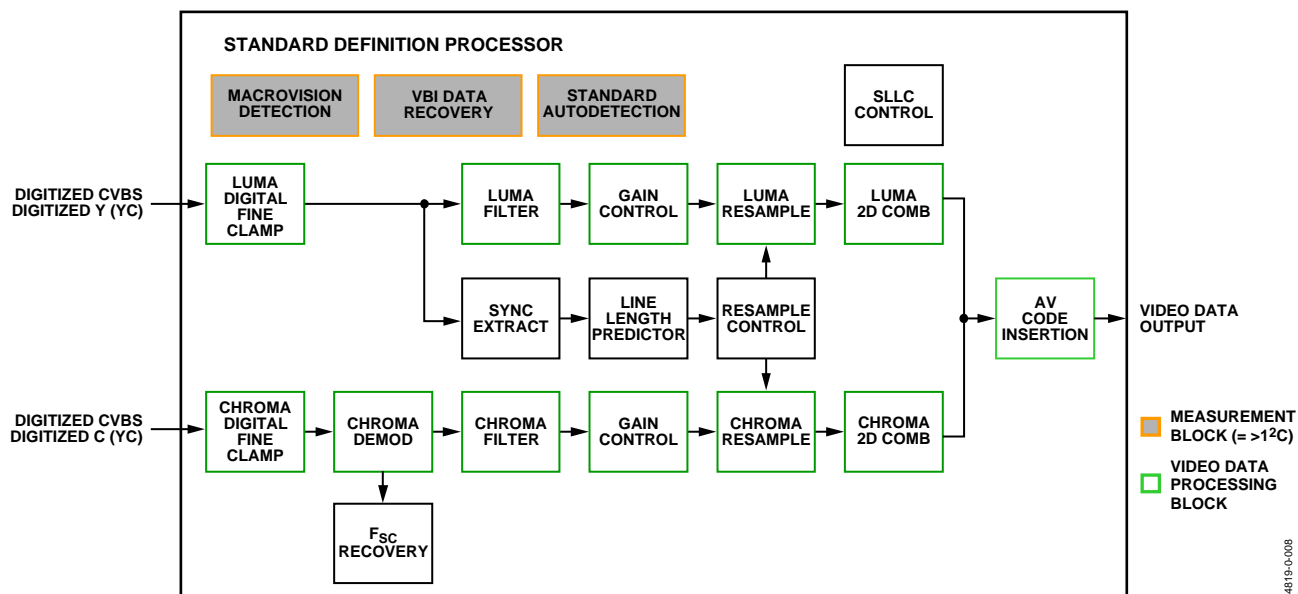 STANDARD DEFINITION PROCESSOR
MACROVISION
DETECTION
VBI DATA
RECOVERY
STANDARD
AUTODETECTION
SLLC
CONTROL
DIGITIZED CVBS
DIGITIZED Y (YC)
LUMA
DIGITAL
FINE
CLAMP
LUMA
FILTER
GAIN
CONTROL
LUMA
RESAMPLE
LUMA
2D COMB
SYNC
EXTRACT
LINE
LENGTH
PREDICTOR
RESAMPLE
CONTROL
AV
CODE
INSERTION
VIDEO DATA
OUTPUT
DIGITIZED CVBS
DIGITIZED C (YC)
CHROMA
DIGITAL
FINE
CLAMP
CHROMA
DEMOD
CHROMA
FILTER
GAIN
CONTROL
CHROMA
RESAMPLE
CHROMA
2D COMB
FSC
RECOVERY
MEASUREMENT
BLOCK (= >1²C)
VIDEO DATA
PROCESSING
BLOCK
4819-0-008